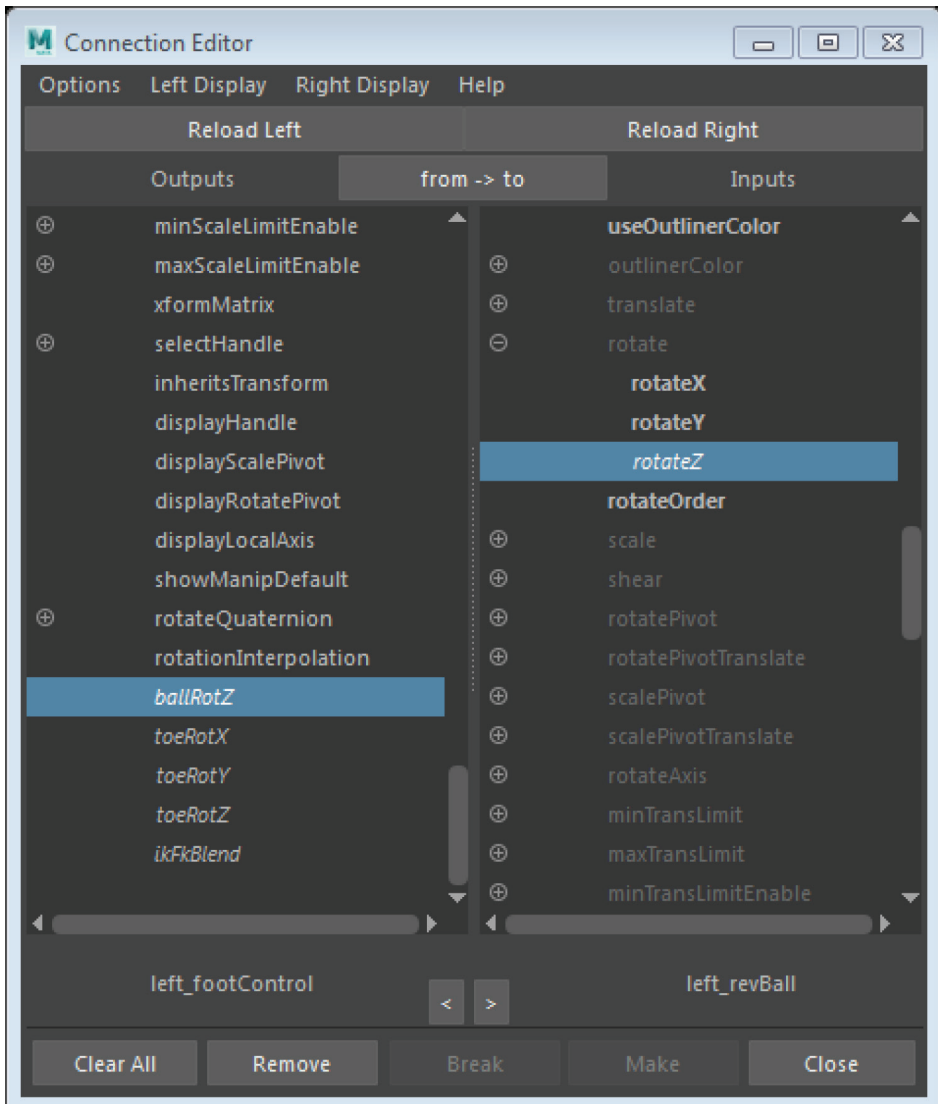 Connection Editor
Options Left Display Right Display Help
Reload Left Reload Right
Outputs from -> to Inputs
minScaleLimitEnable useOutlinerColor
maxScaleLimitEnable outlinerColor
xformMatrix translate
selectHandle rotate
inheritsTransform rotateX
displayHandle rotateY
displayScalePivot rotateZ
displayRotatePivot rotateOrder
displayLocalAxis scale
showManipDefault shear
rotateQuaternion rotatePivot
rotationInterpolation rotatePivotTranslate
ballRotZ scalePivot
toeRotX scalePivotTranslate
toeRotY rotateAxis
toeRotZ minTransLimit
ikFkBlend maxTransLimit
minTransLimitEnable
left_footControl < > left_revBall
Clear All Remove Break Make Close